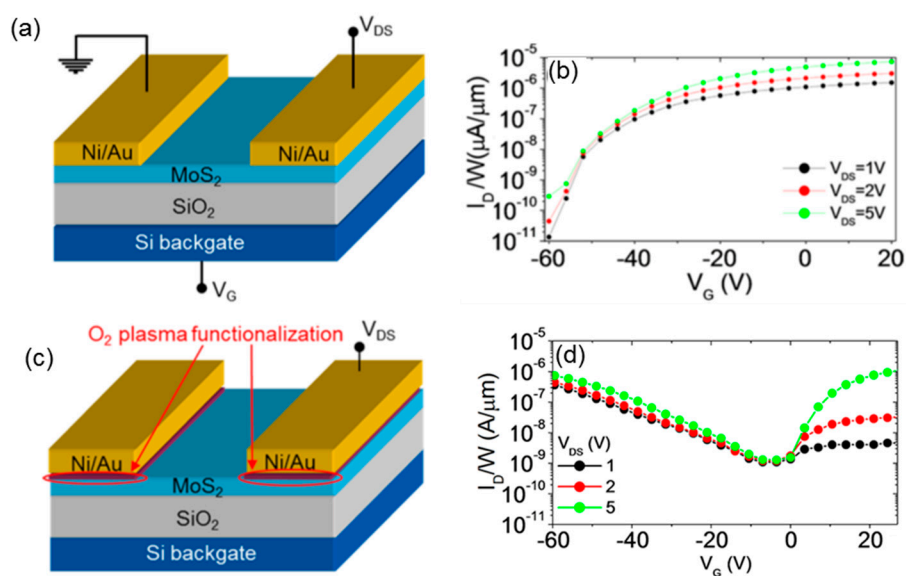 (a)
V_DS
Ni/Au
Ni/Au
MoS₂
SiO₂
Si backgate
V_G
(b)
I_D/W(μA/μm)
10⁻⁵
10⁻⁶
10⁻⁷
10⁻⁸
10⁻⁹
10⁻¹⁰
10⁻¹¹
V_DS=1V
V_DS=2V
V_DS=5V
-60 -40 -20 0 20
V_G (V)
(c)
O₂ plasma functionalization
V_DS
Ni/Au
Ni/Au
MoS₂
SiO₂
Si backgate
(d)
I_D/W (A/μm)
10⁻⁵
10⁻⁶
10⁻⁷
10⁻⁸
10⁻⁹
10⁻¹⁰
10⁻¹¹
V_DS (V)
1
2
5
-60 -40 -20 0 20
V_G (V)